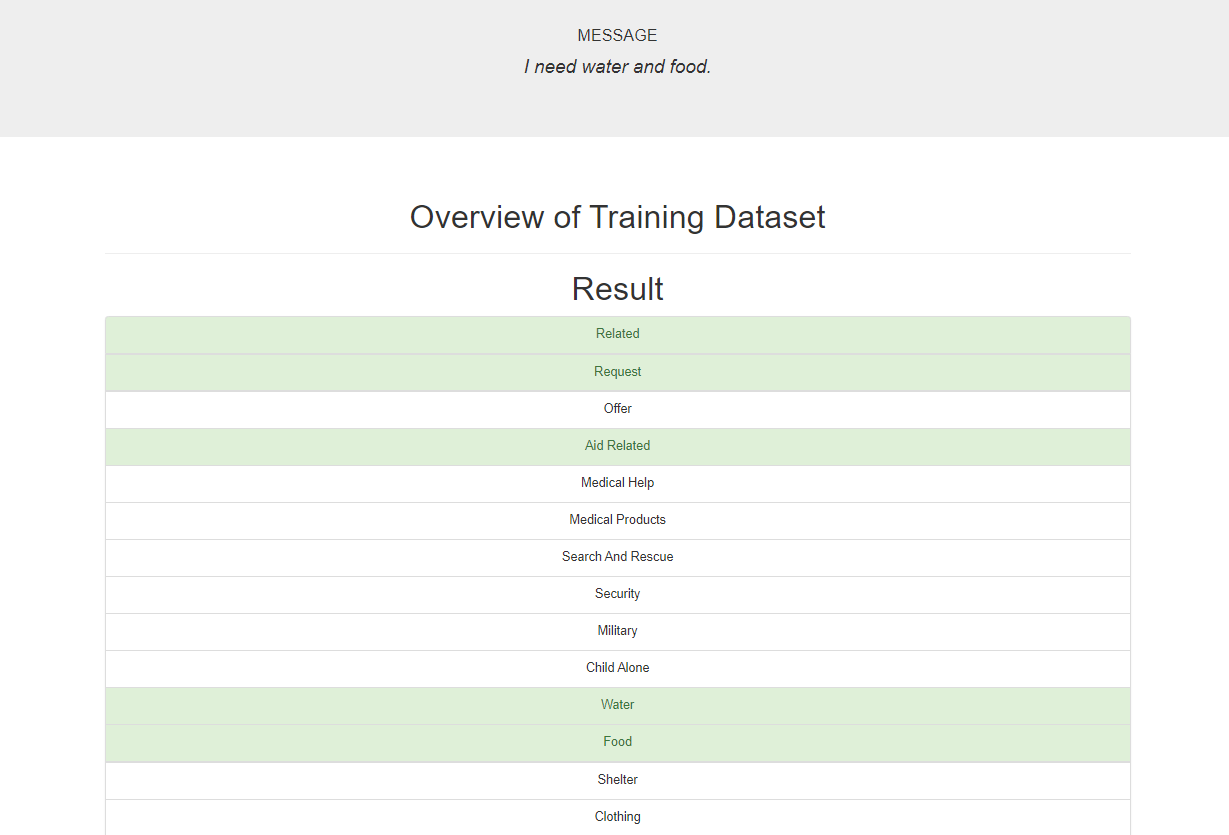 MESSAGE
I need water and food.
Overview of Training Dataset
Result
Related
Request
Offer
Aid Related
Medical Help
Medical Products
Search And Rescue
Security
Military
Child Alone
Water
Food
Shelter
Clothing